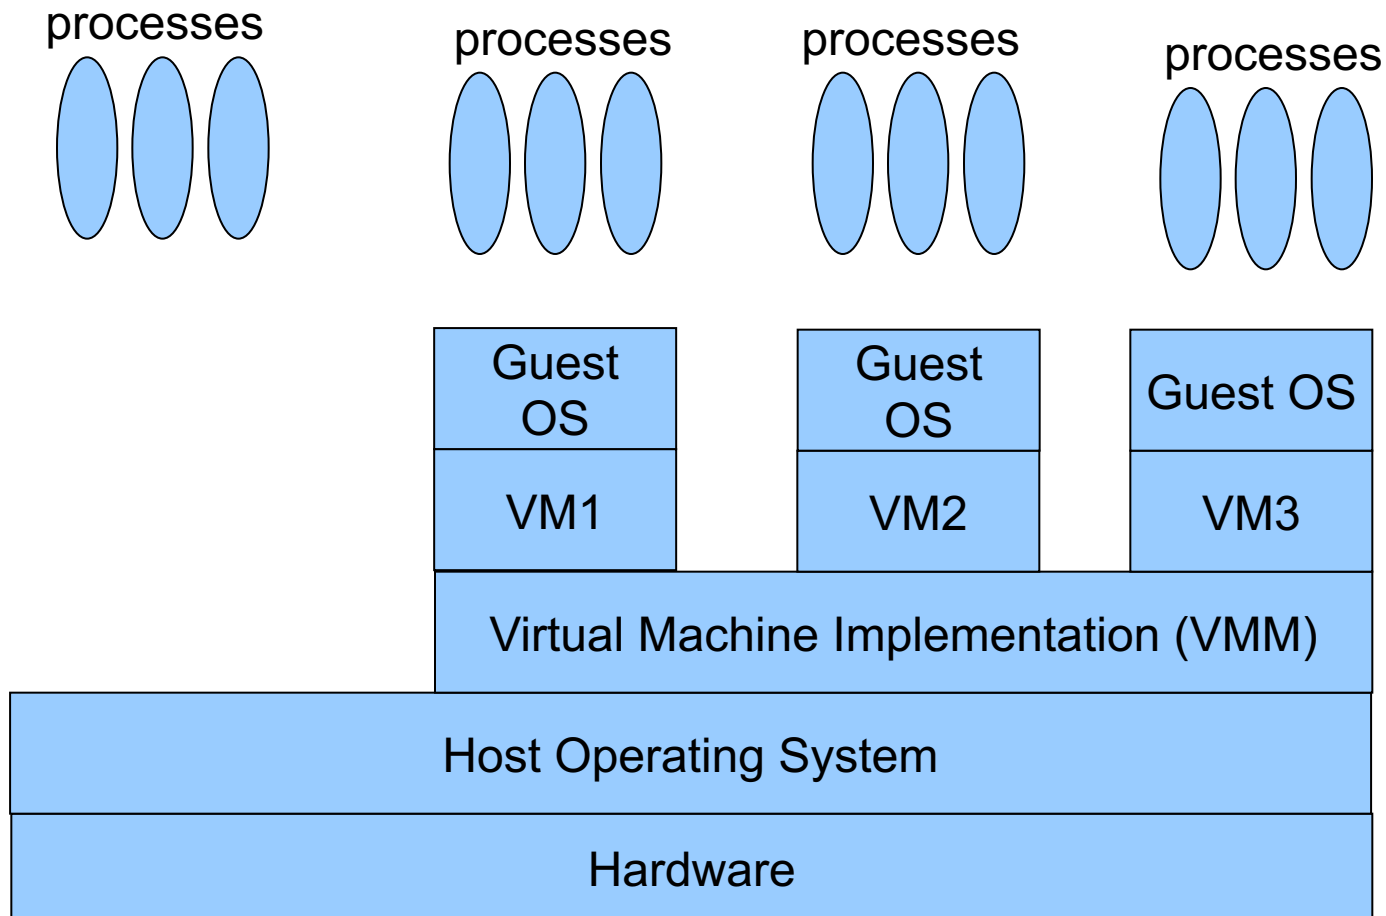 processes
processes
processes
processes
Guest
OS
Guest
OS
Guest OS
VM1
VM2
VM3
Virtual Machine Implementation (VMM)
Host Operating System
Hardware